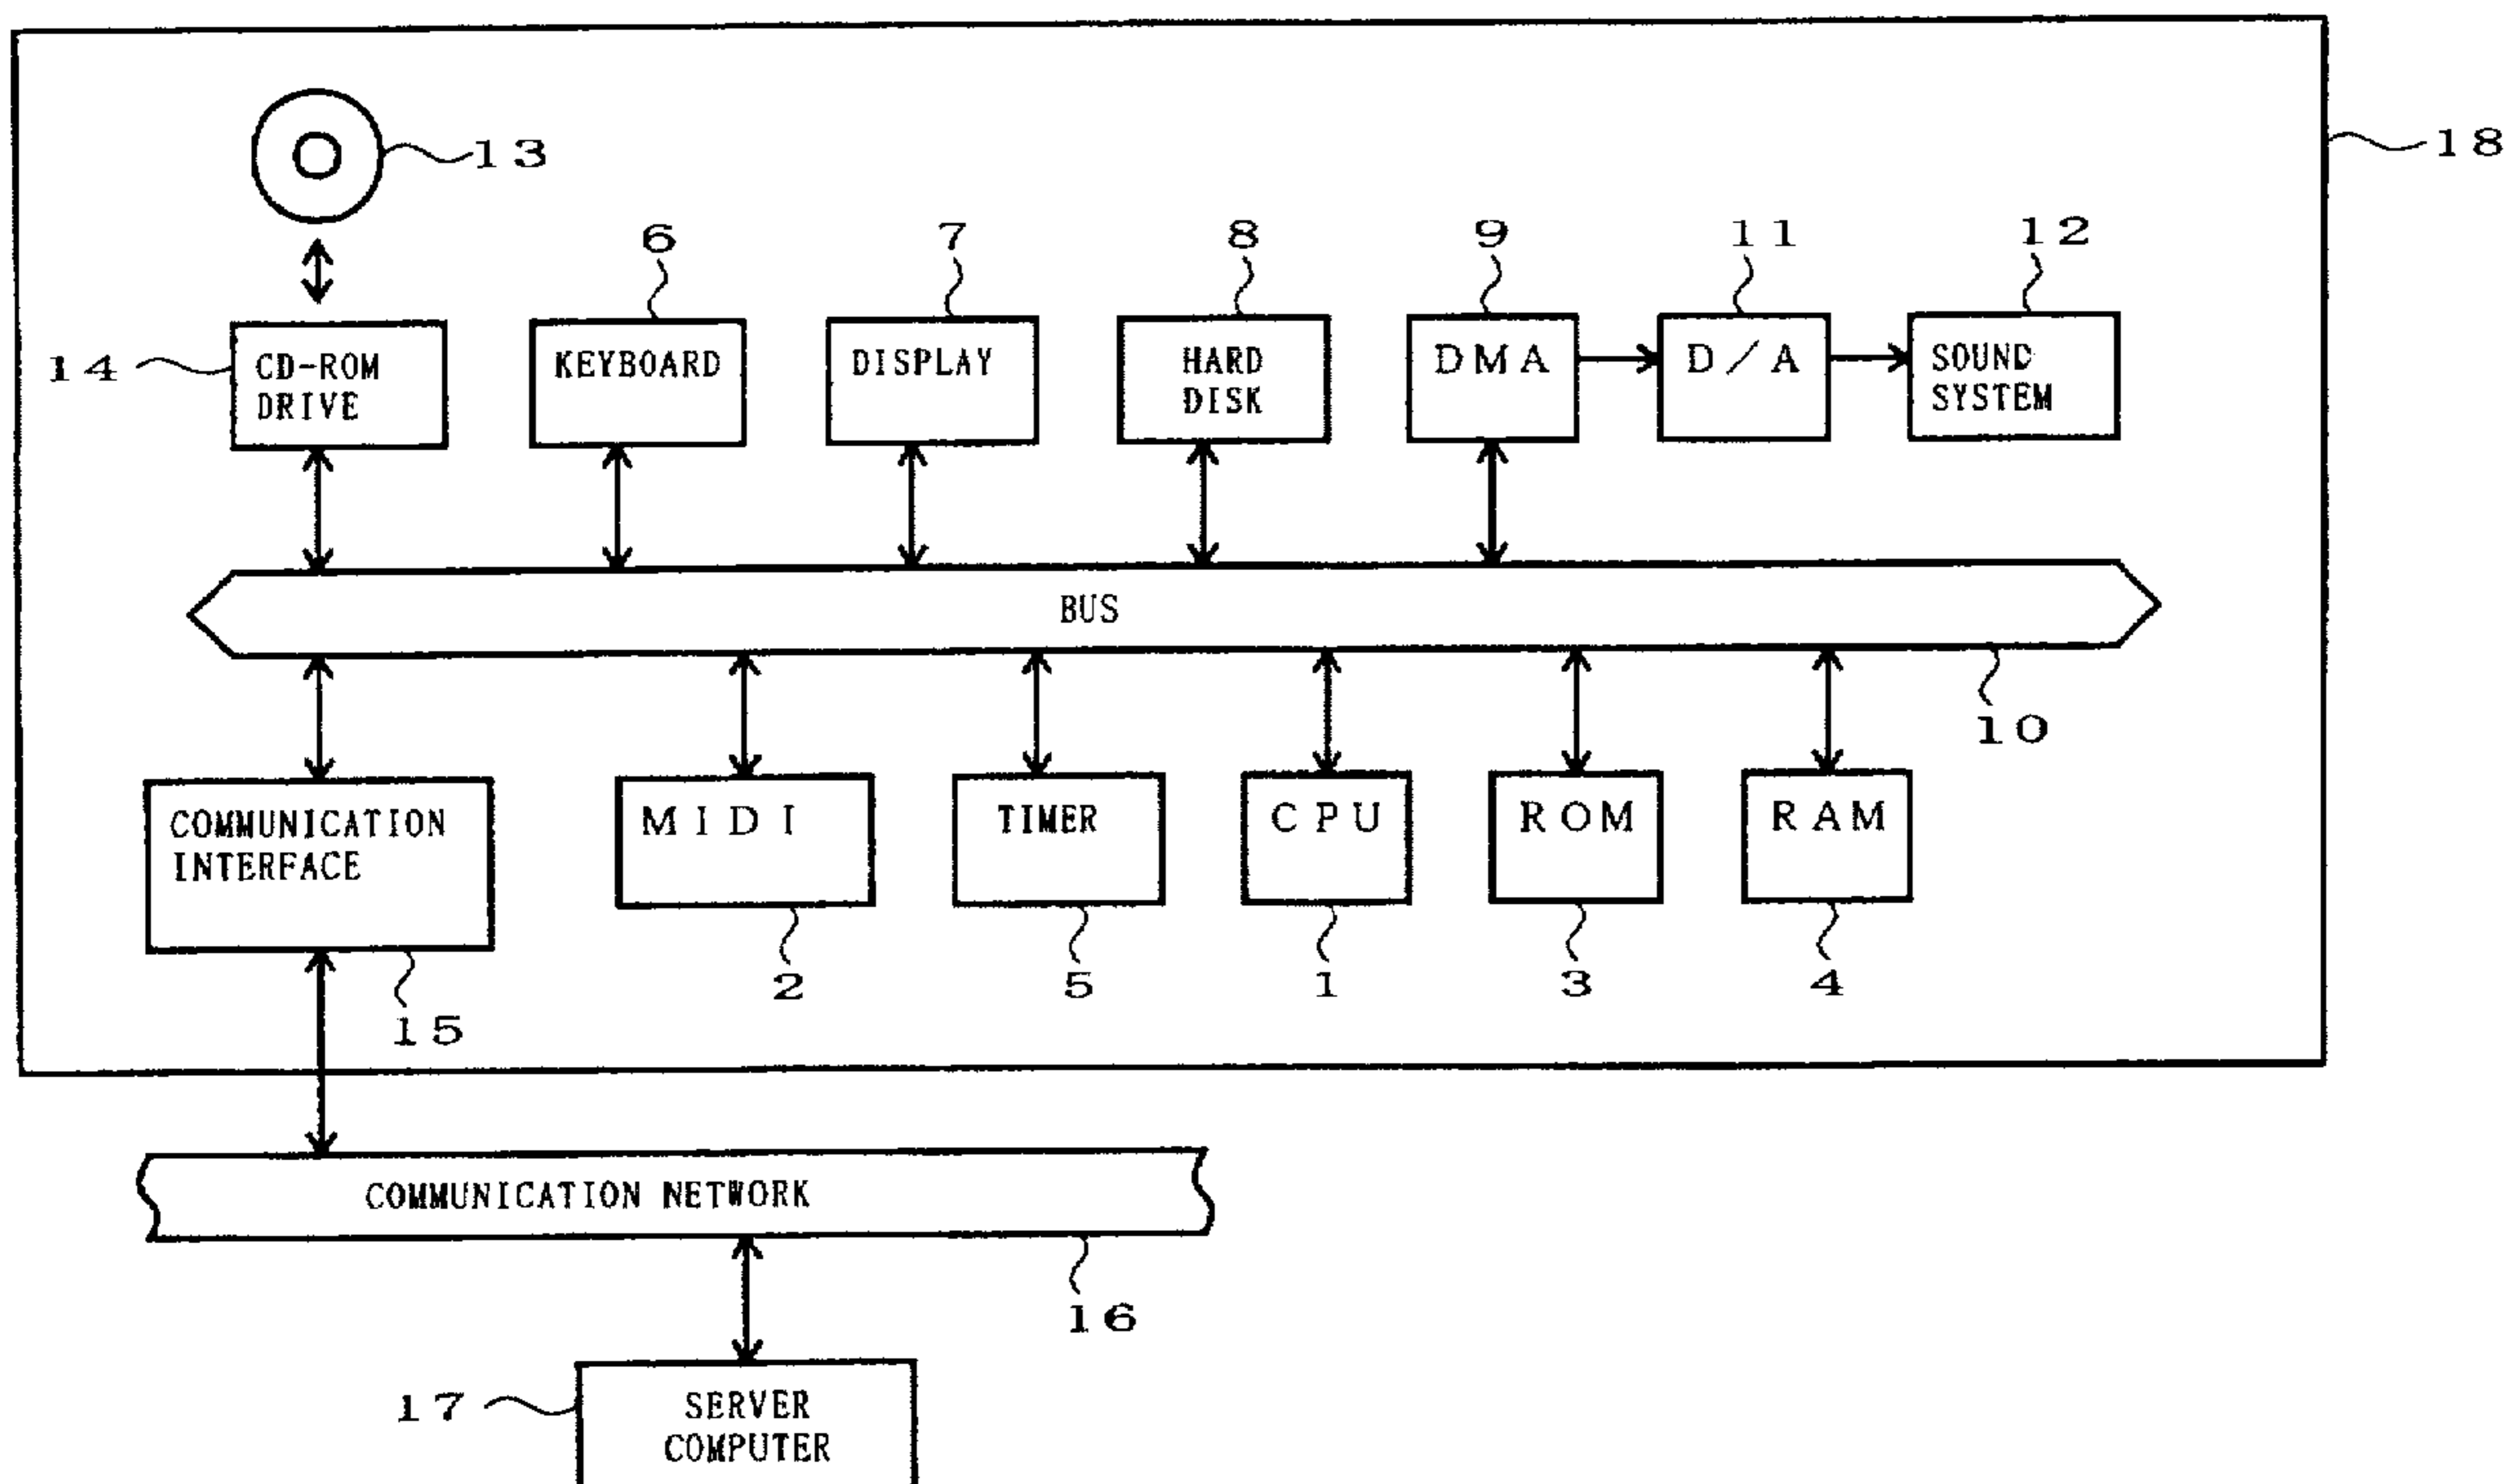 13
18
6
7
8
9
11
12
14
CD-ROM
DRIVE
KEYBOARD
DISPLAY
HARD
DISK
DMA
D/A
SOUND
SYSTEM
BUS
10
COMMUNICATION
INTERFACE
MIDI
TIMER
CPU
ROM
RAM
2
5
1
3
4
15
COMMUNICATION NETWORK
16
17
SERVER
COMPUTER